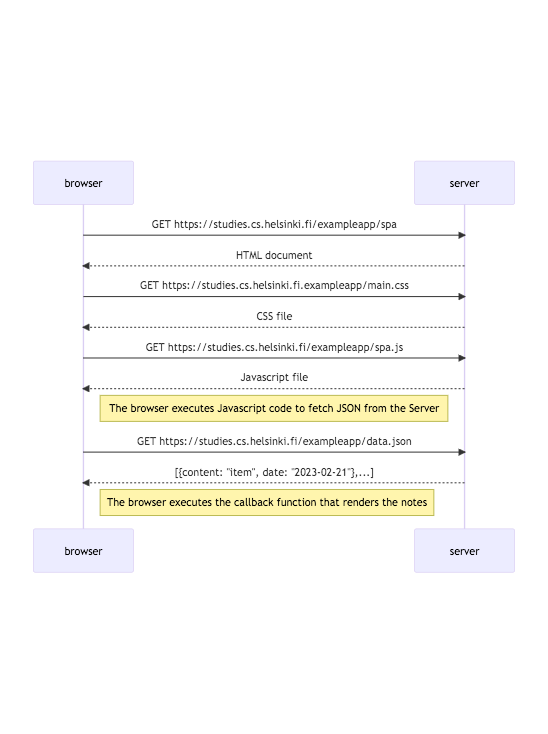 browser
server
GET https://studies.cs.helsinki.fi/exampleapp/spa
HTML document
GET https://studies.cs.helsinki.fi.exampleapp/main.css
CSS file
GET https://studies.cs.helsinki.fi/exampleapp/spa.js
Javascript file
The browser executes Javascript code to fetch JSON from the Server
GET https://studies.cs.helsinki.fi/exampleapp/data.json
[{content: "item", date: "2023-02-21"},...]
The browser executes the callback function that renders the notes
browser
server